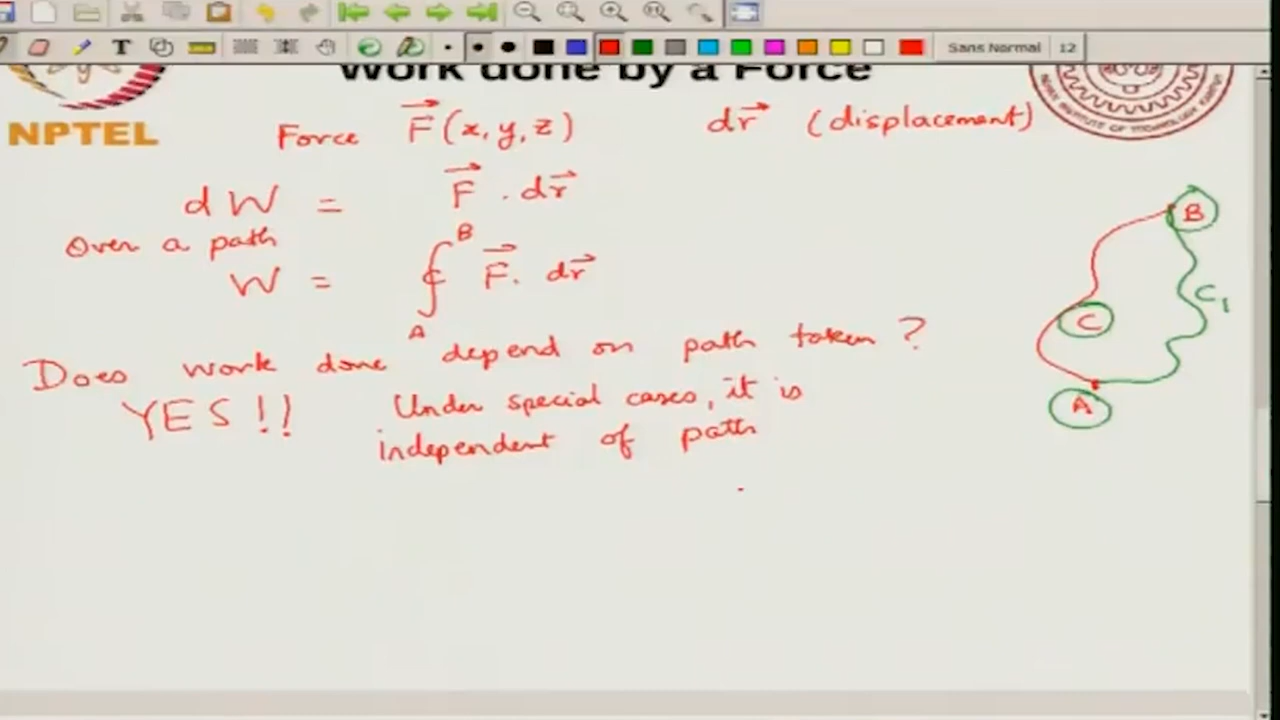 T
Sans Normal 12
Work done by a Force
NPTEL
Force F⃗(x, y, z) dr⃗ (displacement)
dW = F⃗ . dr⃗
Over a path
W = ∮_A^B F⃗ . dr⃗
Does work done depend on path taken ?
YES!! Under special cases, it is
independent of path
B
C₁
C
A